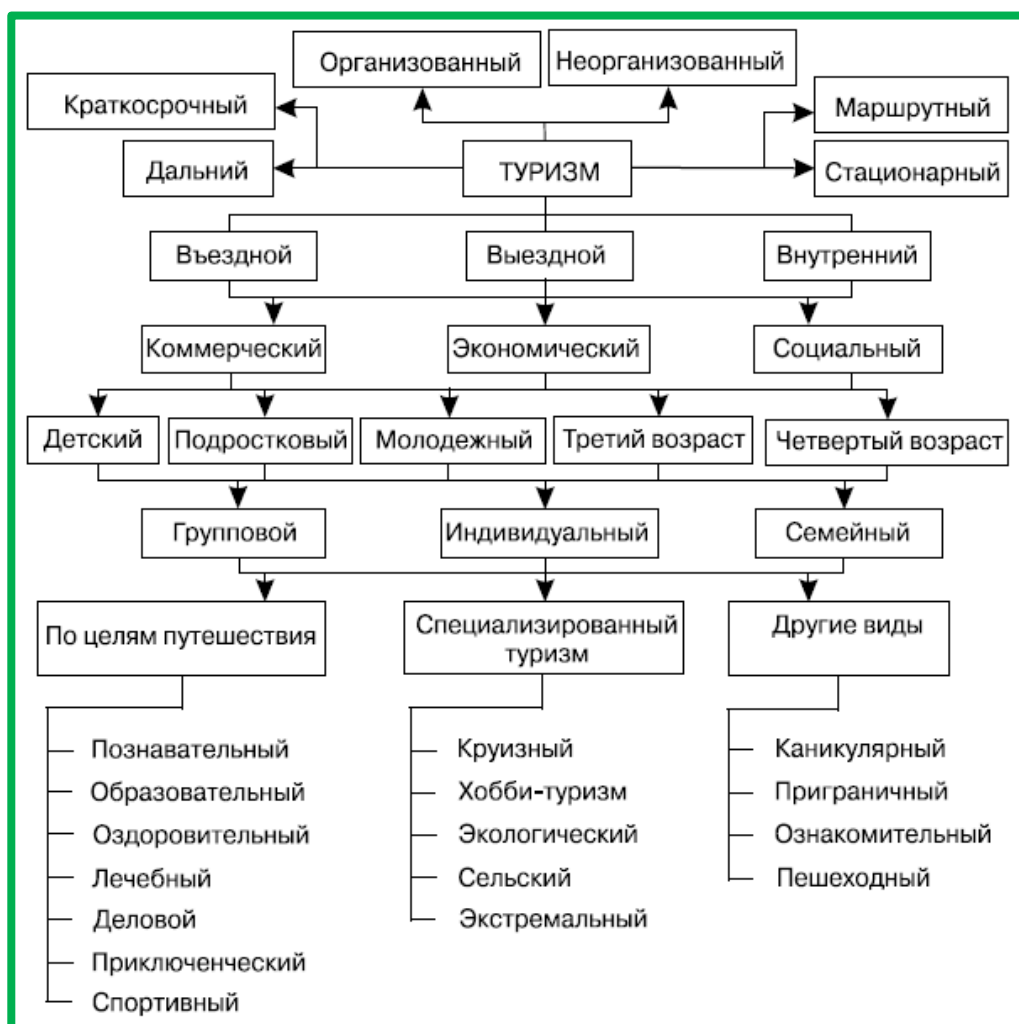 Организованный
Неорганизованный
Краткосрочный
Маршрутный
Дальний
ТУРИЗМ
Стационарный
Въездной
Выездной
Внутренний
Коммерческий
Экономический
Социальный
Детский
Подростковый
Молодежный
Третий возраст
Четвертый возраст
Групповой
Индивидуальный
Семейный
По целям путешествия
Специализированный
туризм
Другие виды
Познавательный
Образовательный
Оздоровительный
Лечебный
Деловой
Приключенческий
Спортивный
Круизный
Хобби-туризм
Экологический
Сельский
Экстремальный
Каникулярный
Приграничный
Ознакомительный
Пешеходный